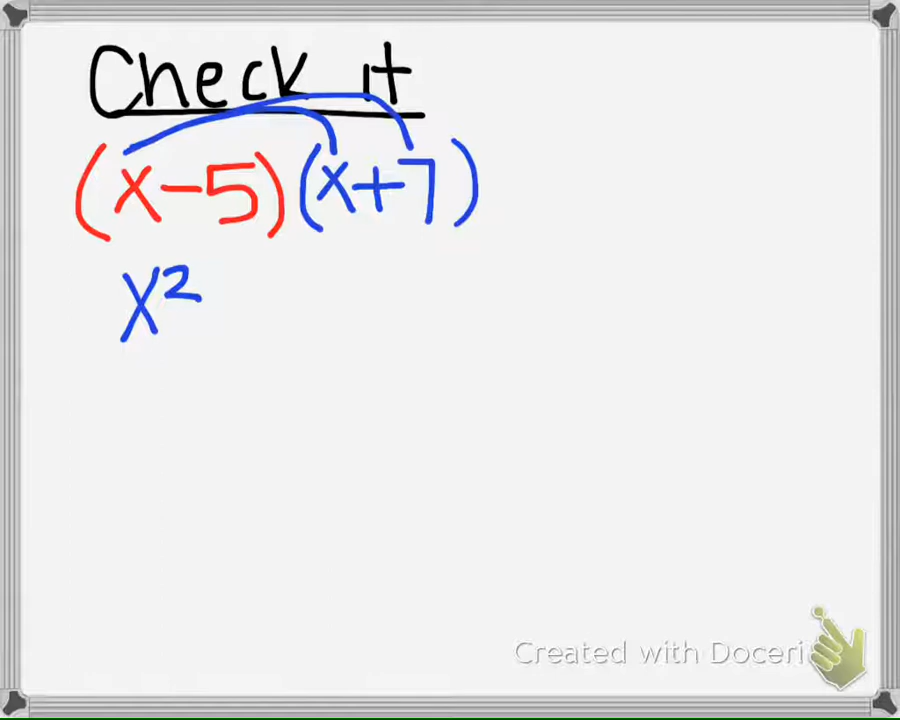 Check it
(x-5)(x+7)
x²
Created with Doceri